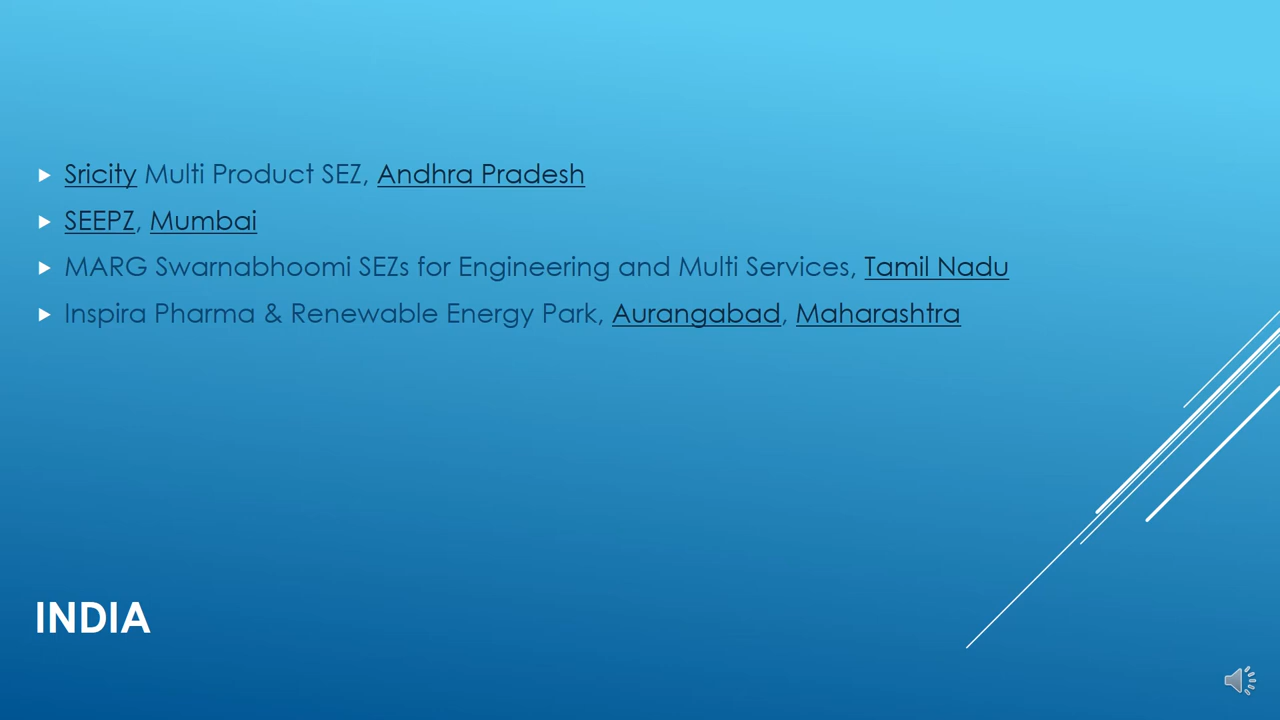 Sricity Multi Product SEZ, Andhra Pradesh
SEEPZ, Mumbai
MARG Swarnabhoomi SEZs for Engineering and Multi Services, Tamil Nadu
Inspira Pharma & Renewable Energy Park, Aurangabad, Maharashtra
INDIA